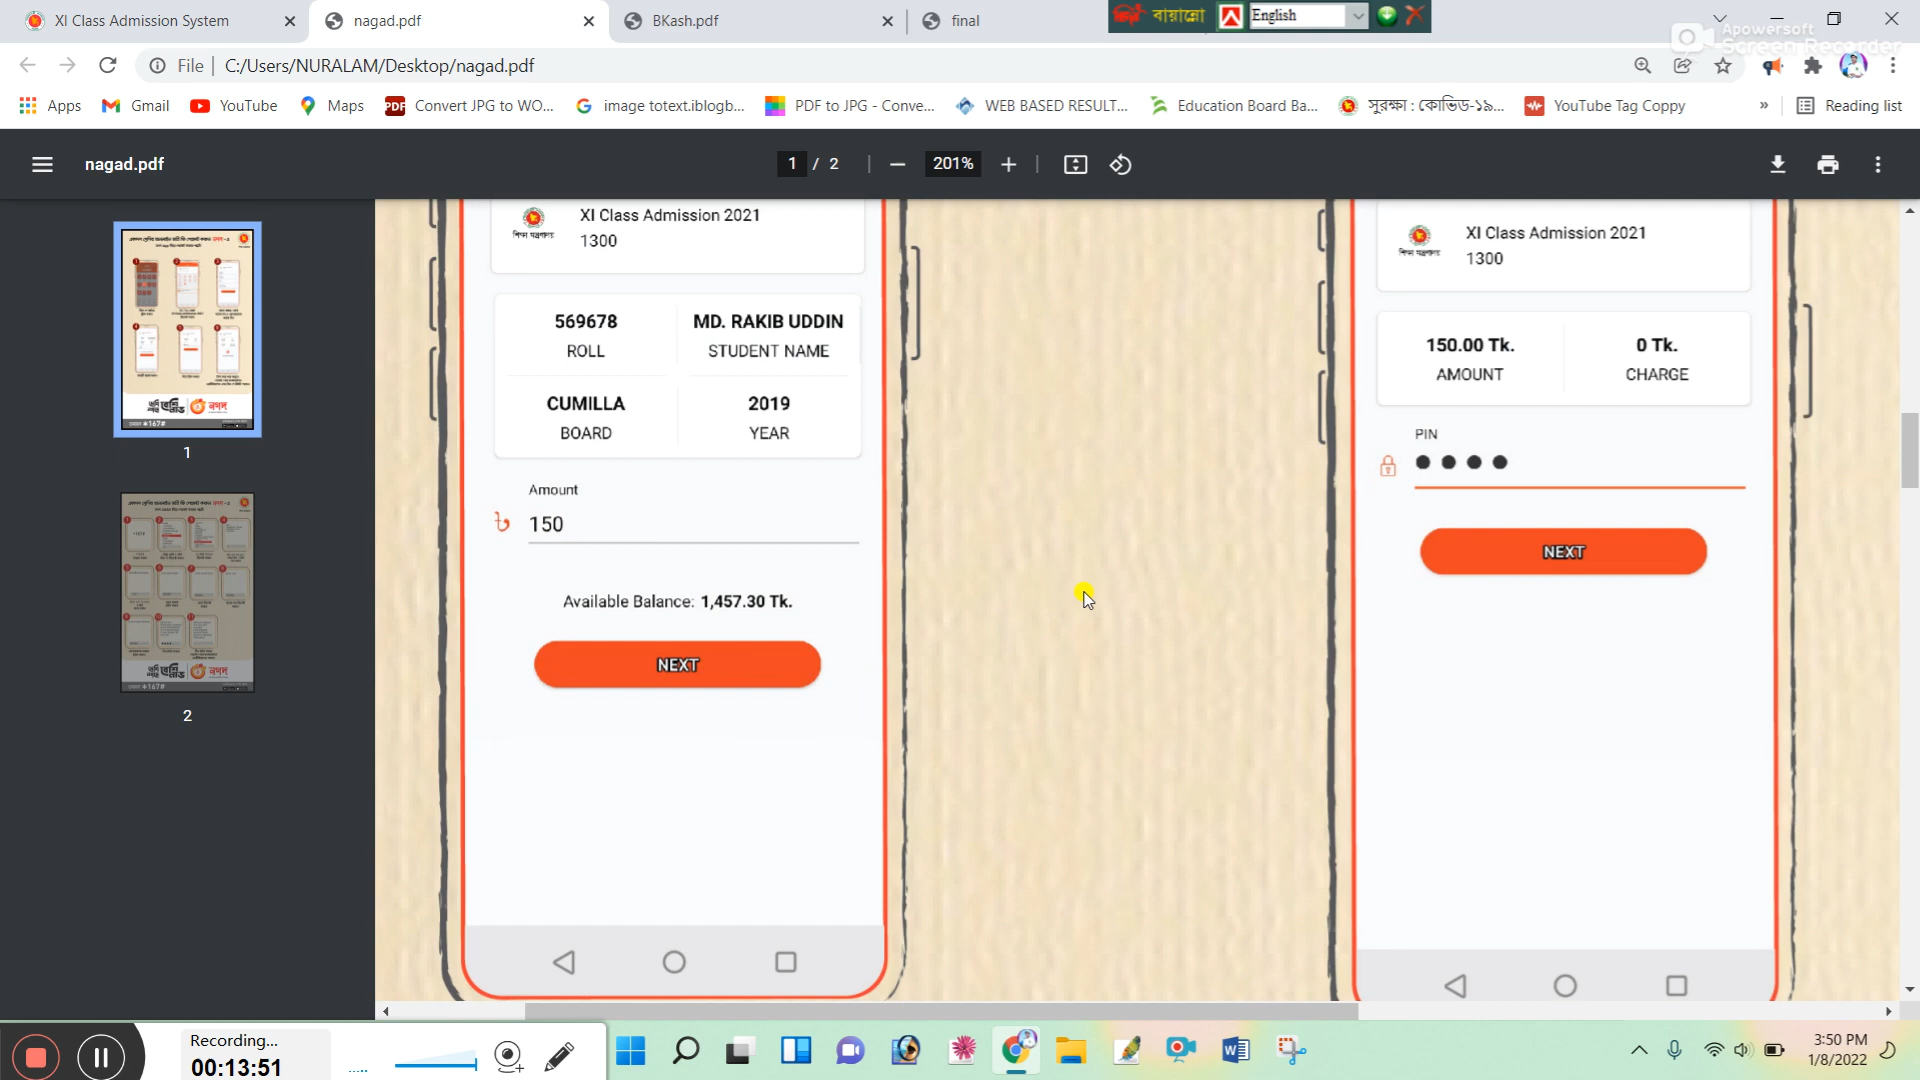 XI Class Admission System
nagad.pdf
BKash.pdf
final
বায়ান্নো
English
Apowersoft
Screen Recorder
File
C:/Users/NURALAM/Desktop/nagad.pdf
Apps
Gmail
YouTube
Maps
PDF
Convert JPG to WO...
image totext.iblogb...
PDF to JPG - Conve...
WEB BASED RESULT...
Education Board Ba...
সুরক্ষা : কোভিড-১৯...
YouTube Tag Coppy
»
Reading list
nagad.pdf
1 / 2
201%
1
*167#
নগদ
2
XI Class Admission 2021
1300
569678
ROLL
MD. RAKIB UDDIN
STUDENT NAME
CUMILLA
BOARD
2019
YEAR
Amount
৳ 150
Available Balance: 1,457.30 Tk.
NEXT
XI Class Admission 2021
1300
150.00 Tk.
AMOUNT
0 Tk.
CHARGE
PIN
NEXT
Recording...
00:13:51
3:50 PM
1/8/2022